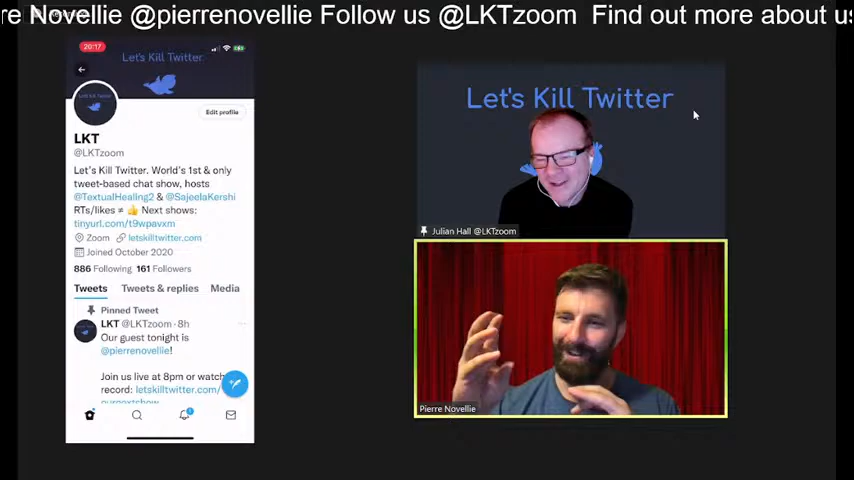 re Novellie @pierrenovellie Follow us @LKTzoom Find out more about us
20:17
Let's Kill Twitter
Edit profile
LKT
@LKTzoom
Let's Kill Twitter. World's 1st & only
tweet-based chat show, hosts
@TextualHealing2 & @SajeelaKershi
RTs/likes ≠ 👍 Next shows:
tinyurl.com/t9wpavxm
Zoom letskilltwitter.com
Joined October 2020
886 Following 161 Followers
Tweets Tweets & replies Media
Pinned Tweet
LKT @LKTzoom · 8h
Our guest tonight is
@pierrenovellie!
Join us live at 8pm or watch
record: letskilltwitter.com/
ournextshow
Let's Kill Twitter
Julian Hall @LKTzoom
Pierre Novellie